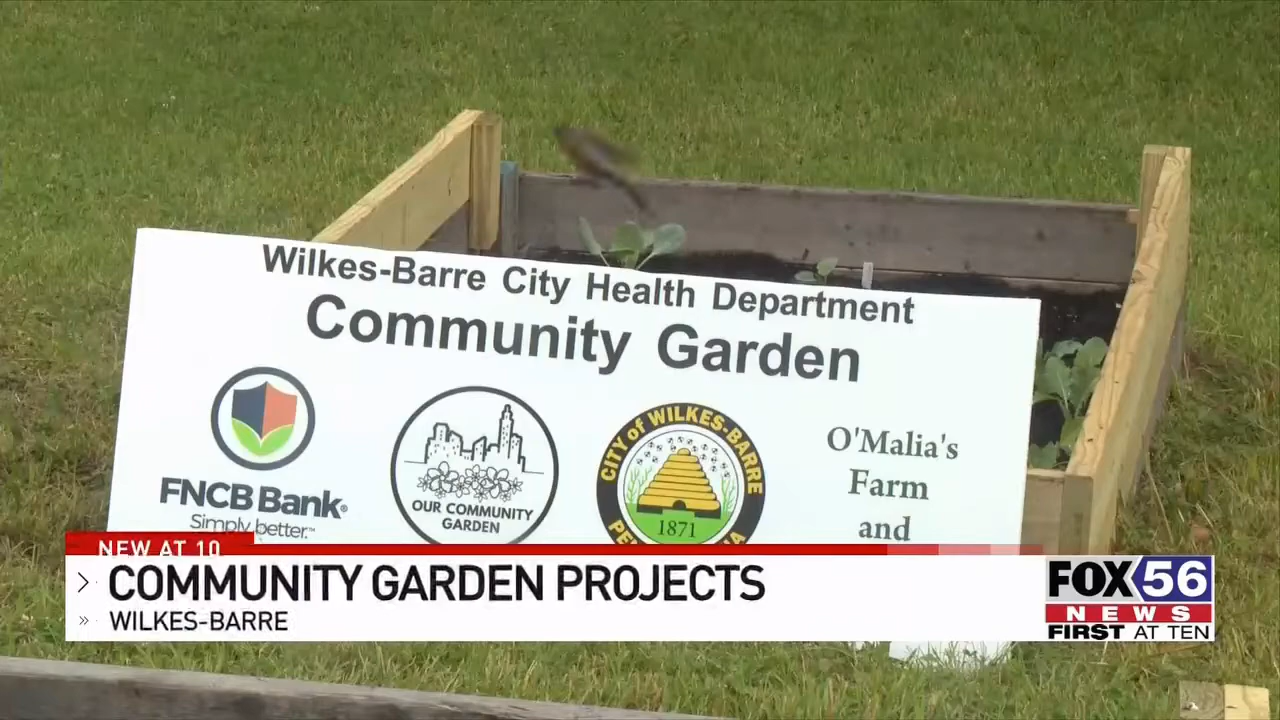 Wilkes-Barre City Health Department
Community Garden
FNCB Bank®
Simply better.™
OUR COMMUNITY
GARDEN
CITY of WILKES-BARRE
1871
O'Malia's
Farm
and
NEW AT 10
COMMUNITY GARDEN PROJECTS
WILKES-BARRE
FOX 56
NEWS
FIRST AT TEN